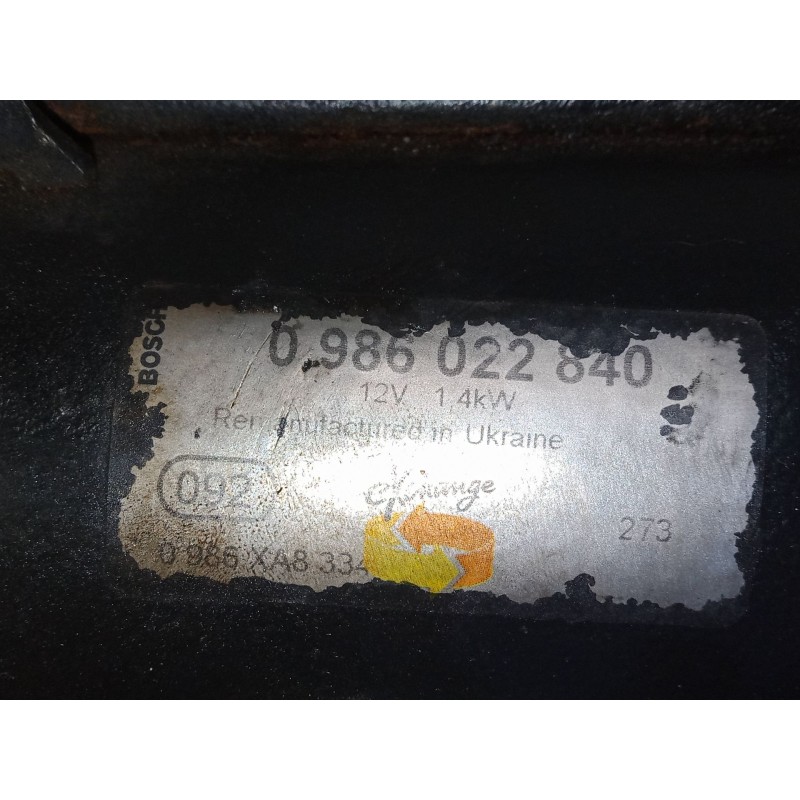 BOSCH
0 986 022 840
12V 1,4kW
Remanufactured in Ukraine
092
eXchange
273
0 986 XA8 334